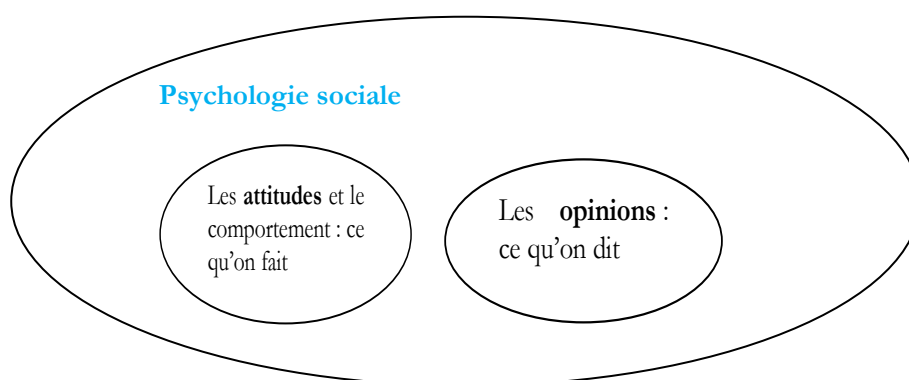 Psychologie sociale
Les attitudes et le
comportement : ce
qu'on fait
Les opinions :
ce qu'on dit